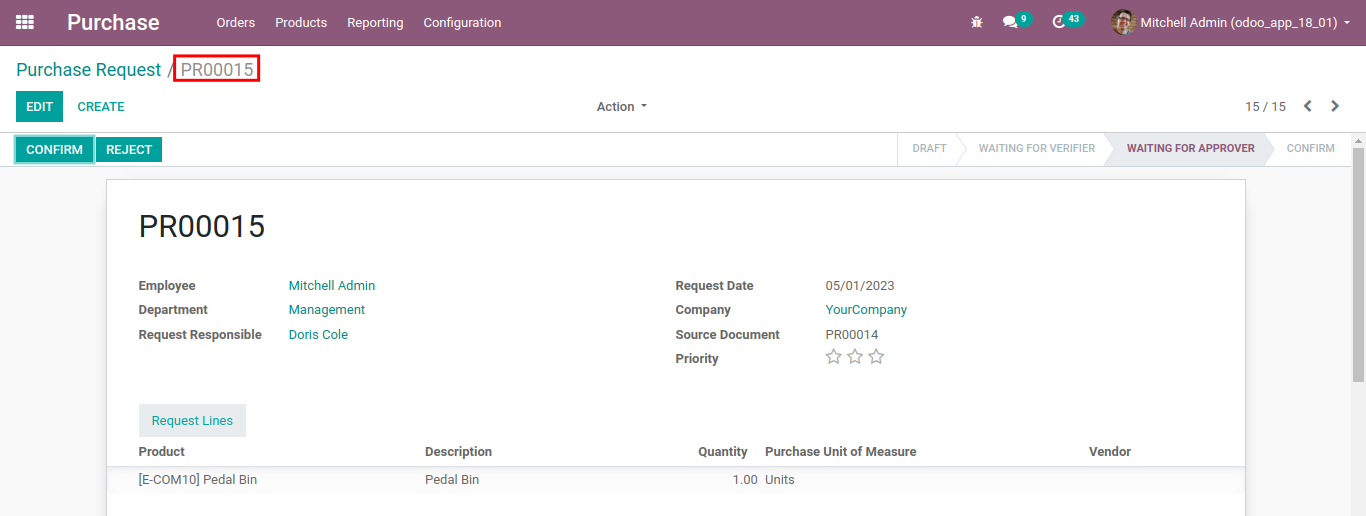 Purchase Orders Products Reporting Configuration 9 43 Mitchell Admin (odoo_app_18_01)
Purchase Request / PR00015
EDIT CREATE Action 15 / 15
CONFIRM REJECT DRAFT WAITING FOR VERIFIER WAITING FOR APPROVER CONFIRM
PR00015
Employee Mitchell Admin Request Date 05/01/2023
Department Management Company YourCompany
Request Responsible Doris Cole Source Document PR00014
Priority
Request Lines
Product Description Quantity Purchase Unit of Measure Vendor
[E-COM10] Pedal Bin Pedal Bin 1.00 Units